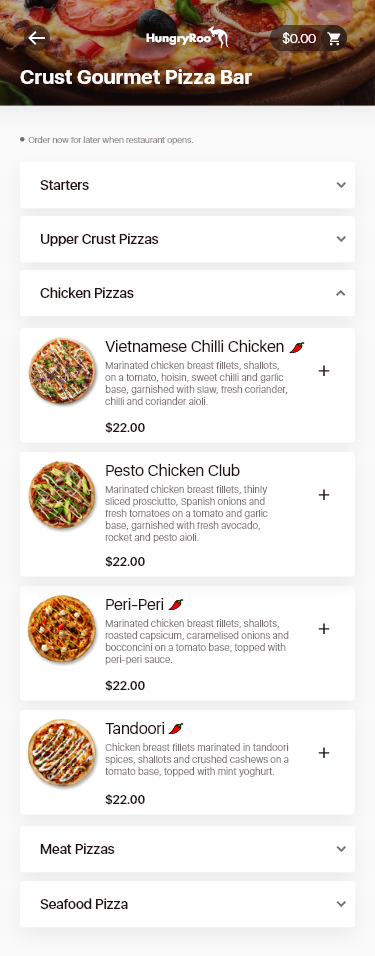 HungryRoo
$0.00
Crust Gourmet Pizza Bar
Order now for later when restaurant opens.
Starters
Upper Crust Pizzas
Chicken Pizzas
Vietnamese Chilli Chicken
Marinated chicken breast fillets, shallots,
on a tomato, hoisin, sweet chilli and garlic
base, garnished with slaw, fresh coriander,
chilli and coriander aioli.
$22.00
Pesto Chicken Club
Marinated chicken breast fillets, thinly
sliced prosciutto, Spanish onions and
fresh tomatoes on a tomato and garlic
base, garnished with fresh avocado,
rocket and pesto aioli.
$22.00
Peri-Peri
Marinated chicken breast fillets, shallots,
roasted capsicum, caramelised onions and
bocconcini on a tomato base, topped with
peri-peri sauce.
$22.00
Tandoori
Chicken breast fillets marinated in tandoori
spices, shallots and crushed cashews on a
tomato base, topped with mint yoghurt.
$22.00
Meat Pizzas
Seafood Pizza